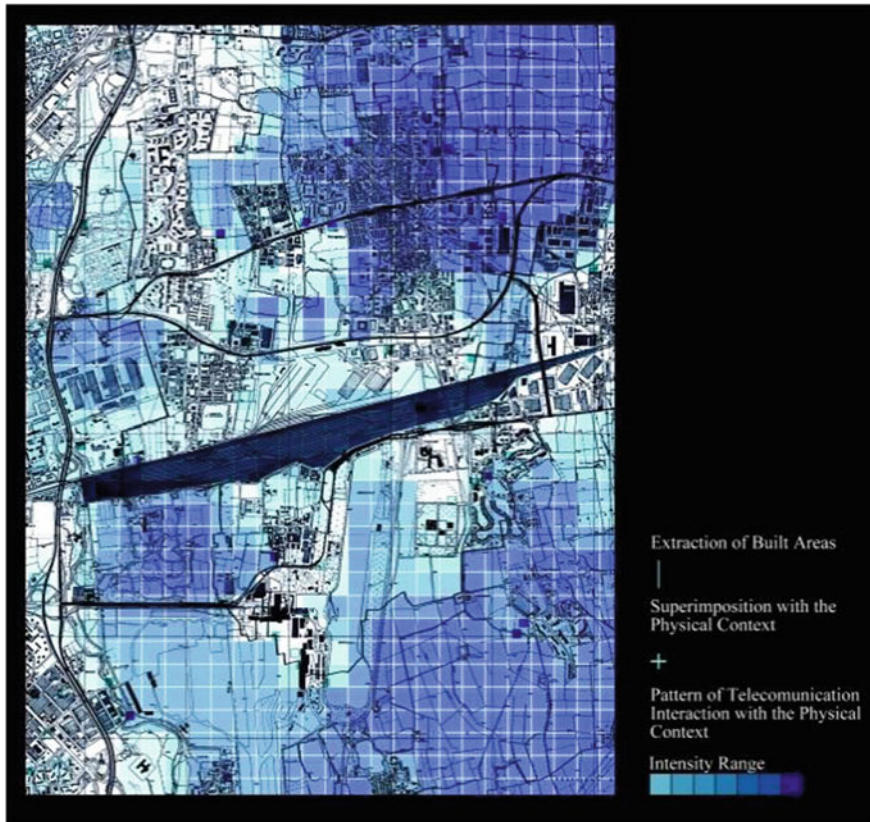 Extraction of Built Areas
Superimposition with the
Physical Context
Pattern of Telecomunication
Interaction with the Physical
Context
Intensity Range
H